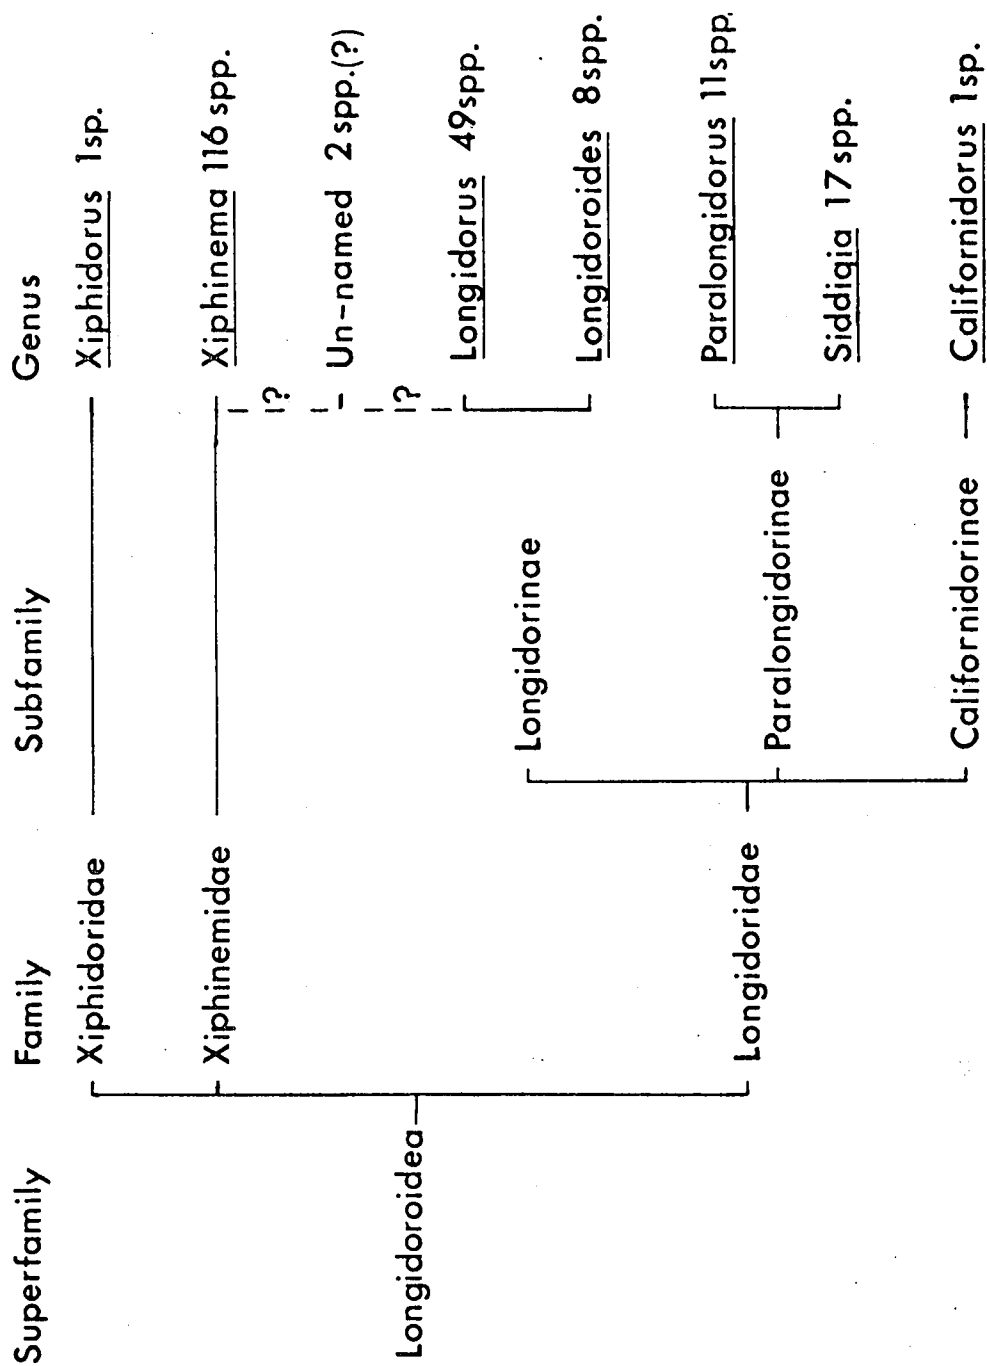 Superfamily Family Subfamily Genus
Xiphidoridae Xiphidorus 1sp.
Xiphinemidae Xiphinema 116 spp.
?
Un-named 2 spp.(?)
?
Longidoroidea
Longidorus 49spp.
Longidorinae
Longidoroides 8spp.
Paralongidorus 11spp.
Longidoridae Paralongidorinae
Siddiqia 17spp.
Californidorinae Californidorus 1sp.